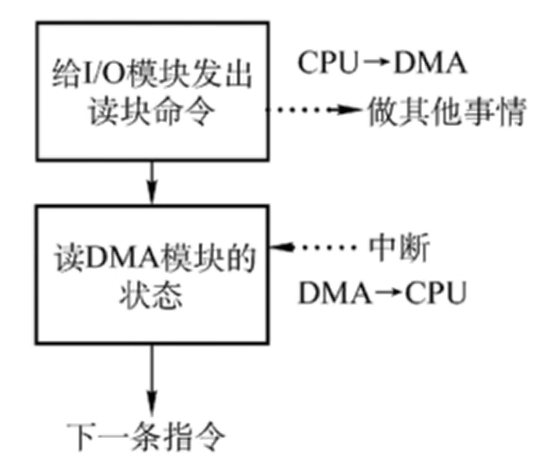 给I/O模块发出
读块命令
CPU→DMA
做其他事情
读DMA模块的
状态
中断
DMA→CPU
下一条指令